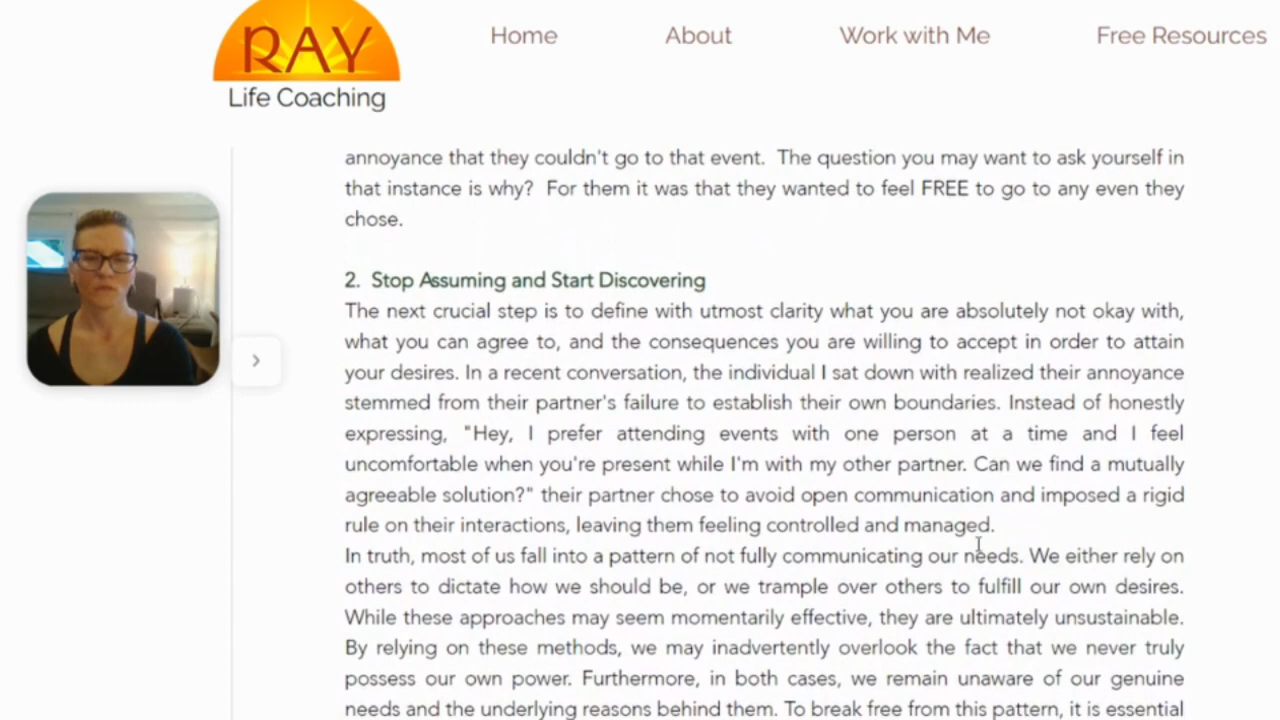 RAY
Life Coaching
Home About Work with Me Free Resources
annoyance that they couldn't go to that event. The question you may want to ask yourself in
that instance is why? For them it was that they wanted to feel FREE to go to any even they
chose.
2. Stop Assuming and Start Discovering
The next crucial step is to define with utmost clarity what you are absolutely not okay with,
what you can agree to, and the consequences you are willing to accept in order to attain
your desires. In a recent conversation, the individual I sat down with realized their annoyance
stemmed from their partner's failure to establish their own boundaries. Instead of honestly
expressing, "Hey, I prefer attending events with one person at a time and I feel
uncomfortable when you're present while I'm with my other partner. Can we find a mutually
agreeable solution?" their partner chose to avoid open communication and imposed a rigid
rule on their interactions, leaving them feeling controlled and managed.
In truth, most of us fall into a pattern of not fully communicating our needs. We either rely on
others to dictate how we should be, or we trample over others to fulfill our own desires.
While these approaches may seem momentarily effective, they are ultimately unsustainable.
By relying on these methods, we may inadvertently overlook the fact that we never truly
possess our own power. Furthermore, in both cases, we remain unaware of our genuine
needs and the underlying reasons behind them. To break free from this pattern, it is essential